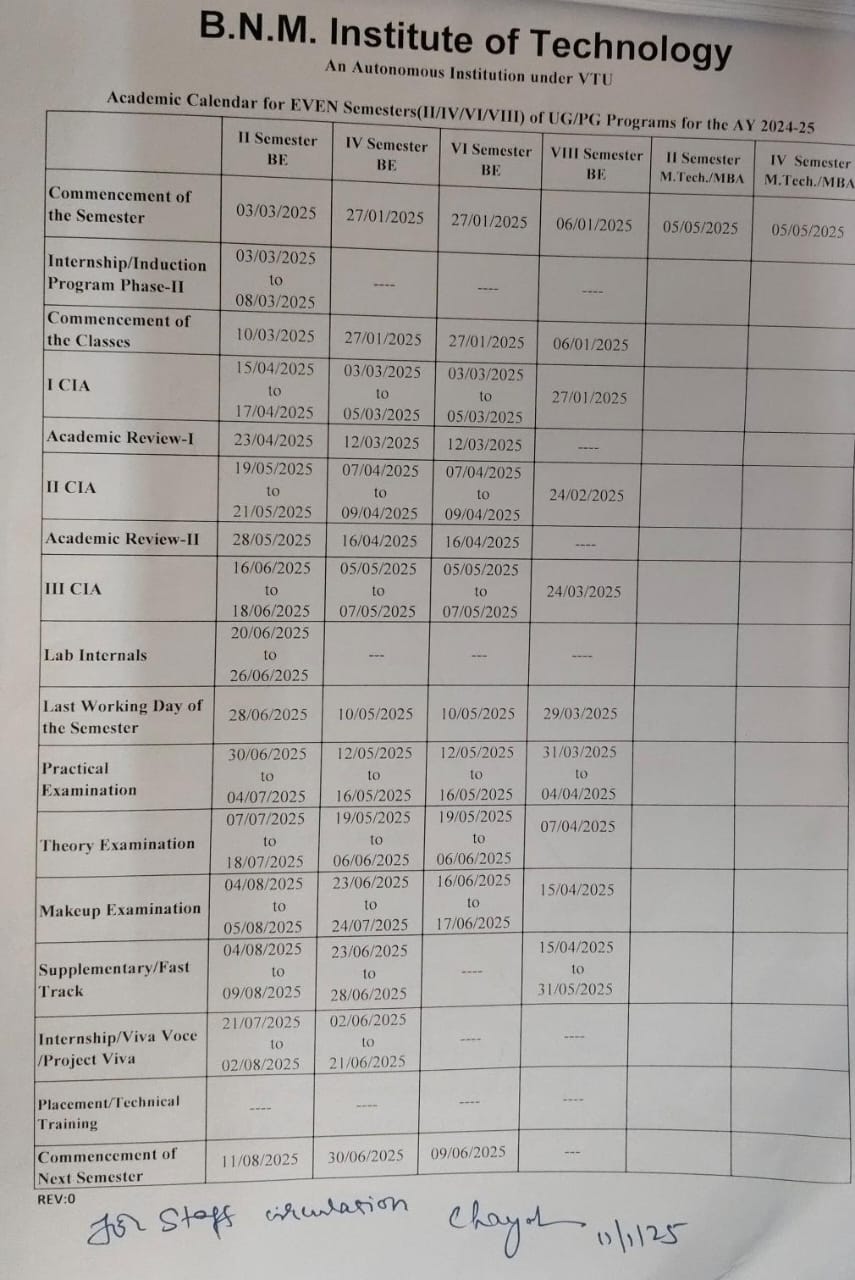 B.N.M. Institute of Technology
An Autonomous Institution under VTU
Academic Calendar for EVEN Semesters(II/IV/VI/VIII) of UG/PG Programs for the AY 2024-25
II Semester BE IV Semester BE VI Semester BE VIII Semester BE II Semester M.Tech./MBA IV Semester M.Tech./MBA
Commencement of the Semester 03/03/2025 27/01/2025 27/01/2025 06/01/2025 05/05/2025 05/05/2025
Internship/Induction Program Phase-II 03/03/2025 to 08/03/2025 ---- ---- ----
Commencement of the Classes 10/03/2025 27/01/2025 27/01/2025 06/01/2025
I CIA 15/04/2025 to 17/04/2025 03/03/2025 to 05/03/2025 03/03/2025 to 05/03/2025 27/01/2025
Academic Review-I 23/04/2025 12/03/2025 12/03/2025 ----
II CIA 19/05/2025 to 21/05/2025 07/04/2025 to 09/04/2025 07/04/2025 to 09/04/2025 24/02/2025
Academic Review-II 28/05/2025 16/04/2025 16/04/2025 ----
III CIA 16/06/2025 to 18/06/2025 05/05/2025 to 07/05/2025 05/05/2025 to 07/05/2025 24/03/2025
Lab Internals 20/06/2025 to 26/06/2025 --- --- ----
Last Working Day of the Semester 28/06/2025 10/05/2025 10/05/2025 29/03/2025
Practical Examination 30/06/2025 to 04/07/2025 12/05/2025 to 16/05/2025 12/05/2025 to 16/05/2025 31/03/2025 to 04/04/2025
Theory Examination 07/07/2025 to 18/07/2025 19/05/2025 to 06/06/2025 19/05/2025 to 06/06/2025 07/04/2025
Makeup Examination 04/08/2025 to 05/08/2025 23/06/2025 to 24/07/2025 16/06/2025 to 17/06/2025 15/04/2025
Supplementary/Fast Track 04/08/2025 to 09/08/2025 23/06/2025 to 28/06/2025 ---- 15/04/2025 to 31/05/2025
Internship/Viva Voce /Project Viva 21/07/2025 to 02/08/2025 02/06/2025 to 21/06/2025 ---- ----
Placement/Technical Training ---- ---- ---- ----
Commencement of Next Semester 11/08/2025 30/06/2025 09/06/2025 ---
REV:0
For Staff circulation 11/1/25